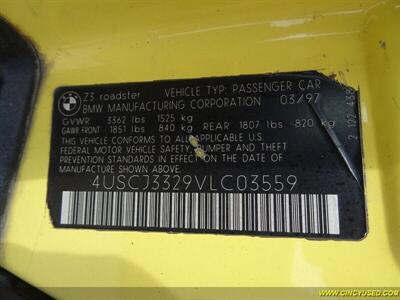 Z3 roadster VEHICLE TYP: PASSENGER CAR
BMW MANUFACTURING CORPORATION 03/97
GVWR 3362 lbs 1525 kg
GAWR FRONT 1851 lbs 840 kg REAR 1807 lbs 820 kg
THIS VEHICLE CONFORMS TO ALL APPLICABLE U.S.
FEDERAL MOTOR VEHICLE SAFETY, BUMPER AND THEFT
PREVENTION STANDARDS IN EFFECT ON THE DATE
OF MANUFACTURE SHOWN ABOVE.
4USCJ3329VLC03559
WWW.CINCYUSED.COM